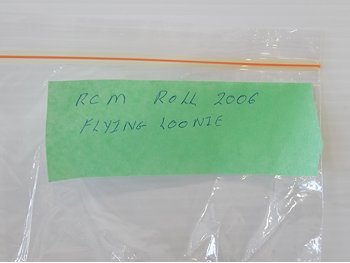 RCM ROLL 2006
FLYING LOONIE